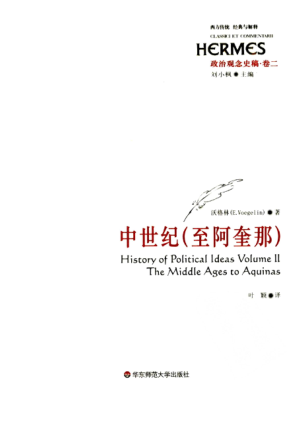 西方传统 经典与解释
CLASSICI ET COMMENTARII
HERMES
政治观念史稿·卷二
刘小枫●主编
沃格林(E.Voegelin)●著
中世纪(至阿奎那)
History of Political Ideas Volume II
The Middle Ages to Aquinas
叶颖●译
华东师范大学出版社